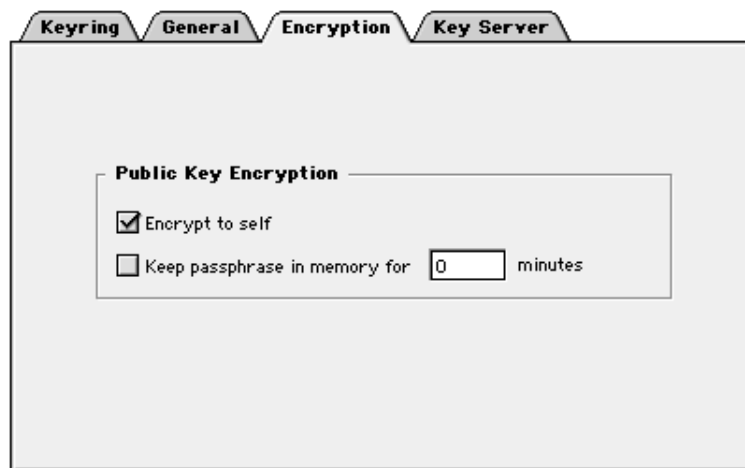 Keyring General Encryption Key Server
Public Key Encryption
Encrypt to self
Keep passphrase in memory for 0 minutes